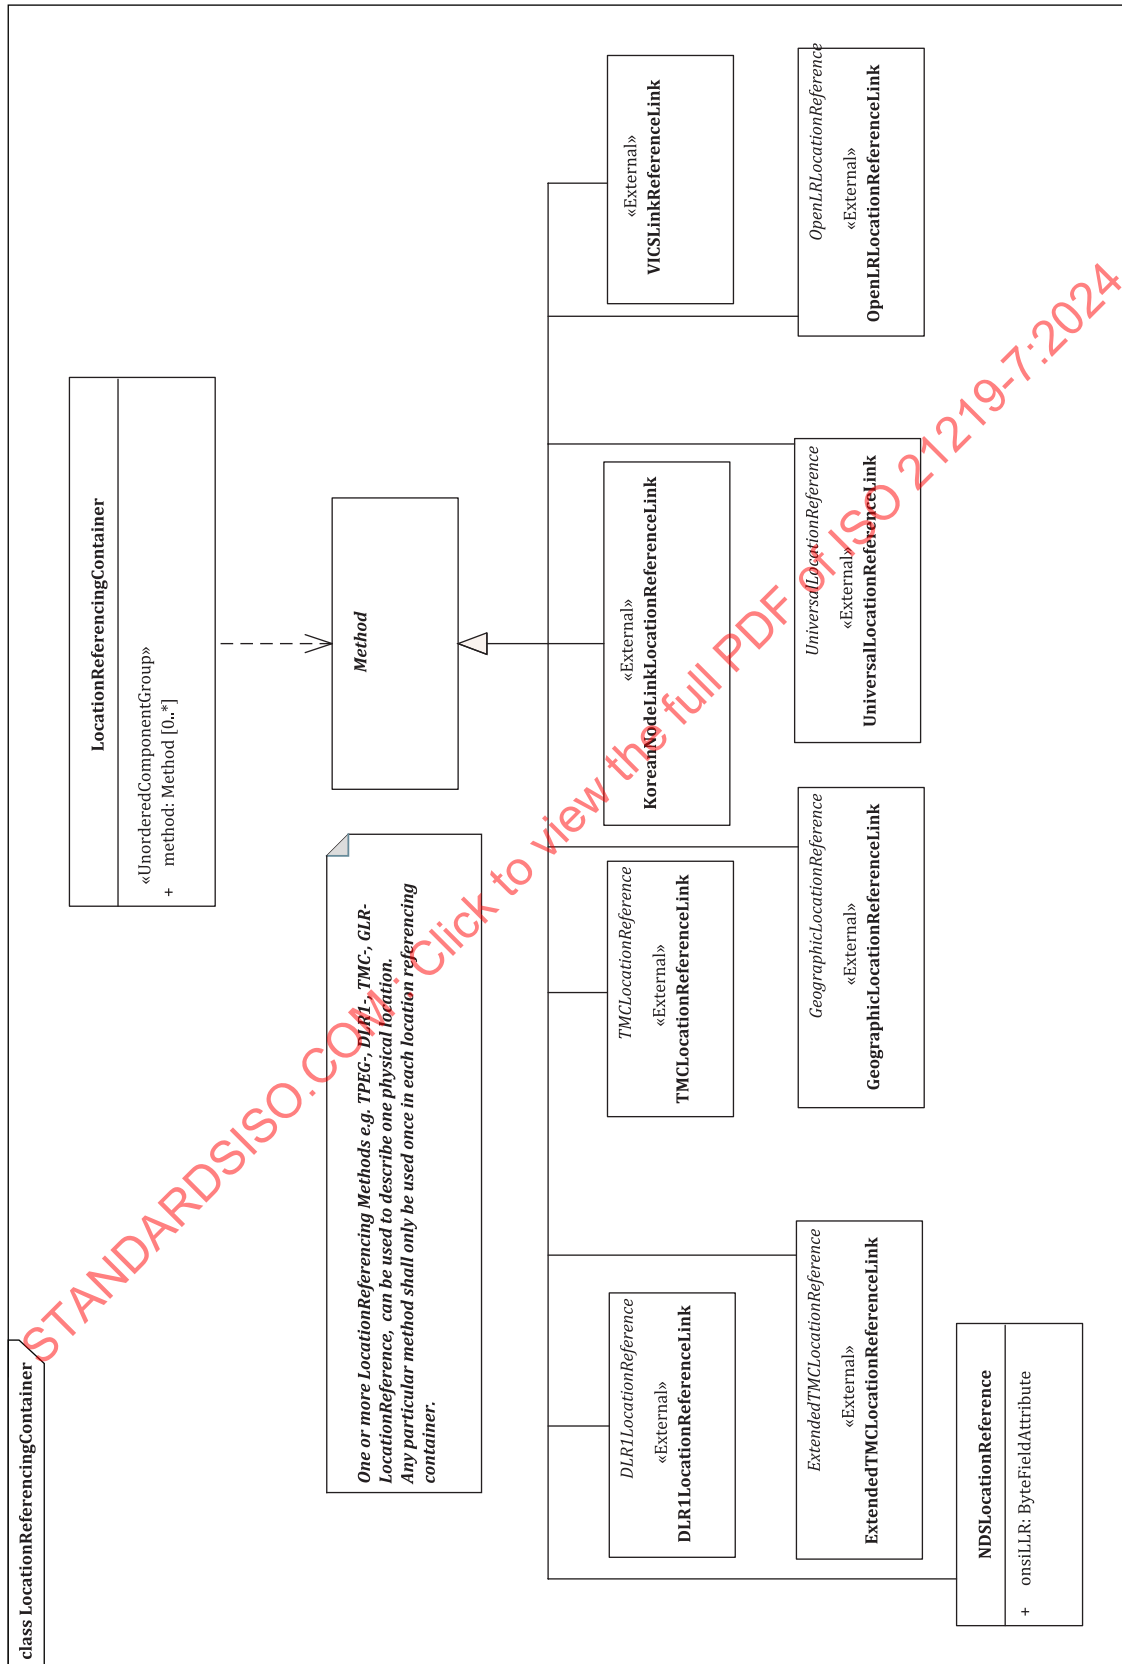 class LocationReferencingContainer
LocationReferencingContainer
«UnorderedComponentGroup»
+ method: Method [0..*]
One or more LocationReferencing Methods e.g. TPEG-, DLR1-, TMC-, GLR-
LocationReference, can be used to describe one physical location.
Any particular method shall only be used once in each location referencing
container.
Method
DLR1LocationReference
«External»
DLR1LocationReferenceLink
TMCLocationReference
«External»
TMCLocationReferenceLink
«External»
KoreanNodeLinkLocationReferenceLink
«External»
VICSLinkReferenceLink
ExtendedTMCLocationReference
«External»
ExtendedTMCLocationReferenceLink
GeographicLocationReference
«External»
GeographicLocationReferenceLink
UniversalLocationReference
«External»
UniversalLocationReferenceLink
OpenLRLocationReference
«External»
OpenLRLocationReferenceLink
NDSLocationReference
+ onsiLLR: ByteFieldAttribute
STANDARDSISO.COM : Click to view the full PDF of ISO 21219-7:2024